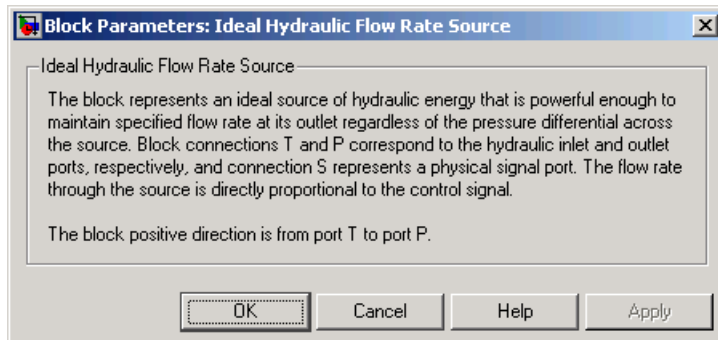 Block Parameters: Ideal Hydraulic Flow Rate Source
Ideal Hydraulic Flow Rate Source
The block represents an ideal source of hydraulic energy that is powerful enough to
maintain specified flow rate at its outlet regardless of the pressure differential across
the source. Block connections T and P correspond to the hydraulic inlet and outlet
ports, respectively, and connection S represents a physical signal port. The flow rate
through the source is directly proportional to the control signal.
The block positive direction is from port T to port P.
OK Cancel Help Apply